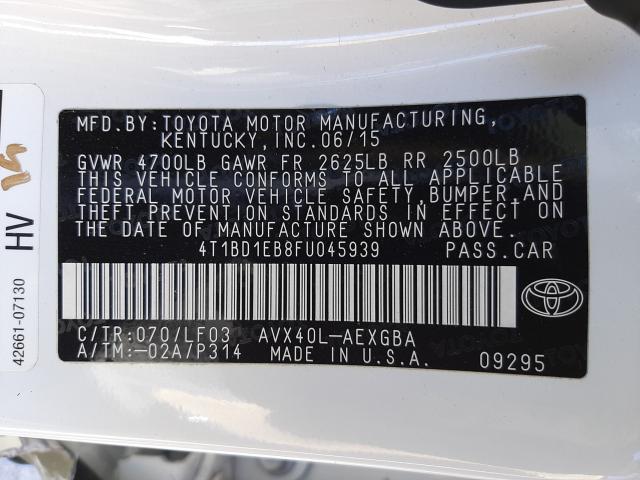 MFD.BY:TOYOTA MOTOR MANUFACTURING,
KENTUCKY,INC.06/15
GVWR 4700LB GAWR FR 2625LB RR 2500LB
THIS VEHICLE CONFORMS TO ALL APPLICABLE
FEDERAL MOTOR VEHICLE SAFETY,BUMPER,AND
THEFT PREVENTION STANDARDS IN EFFECT ON
THE DATE OF MANUFACTURE SHOWN ABOVE.
4T1BD1EB8FU045939 PASS.CAR
C/TR:070/LF03 AVX40L-AEXGBA
A/TM:-02A/P314 MADE IN U.S.A. 09295
42661-07130 HV